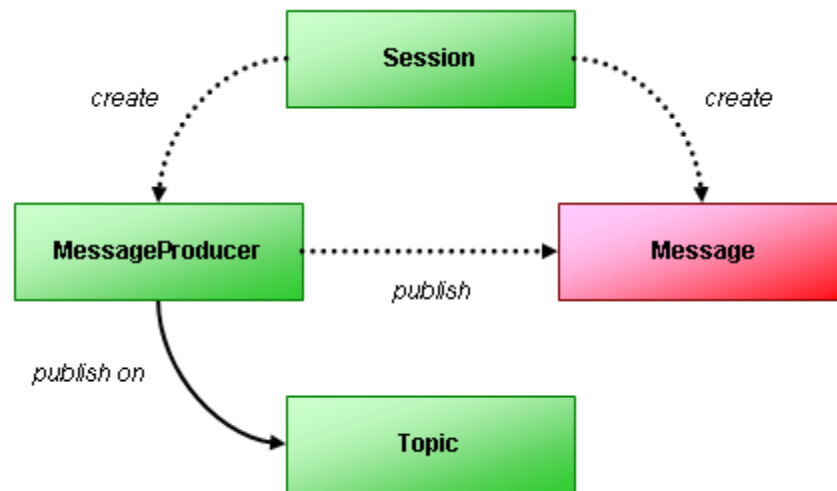 Session
create
create
MessageProducer
publish
Message
publish on
Topic